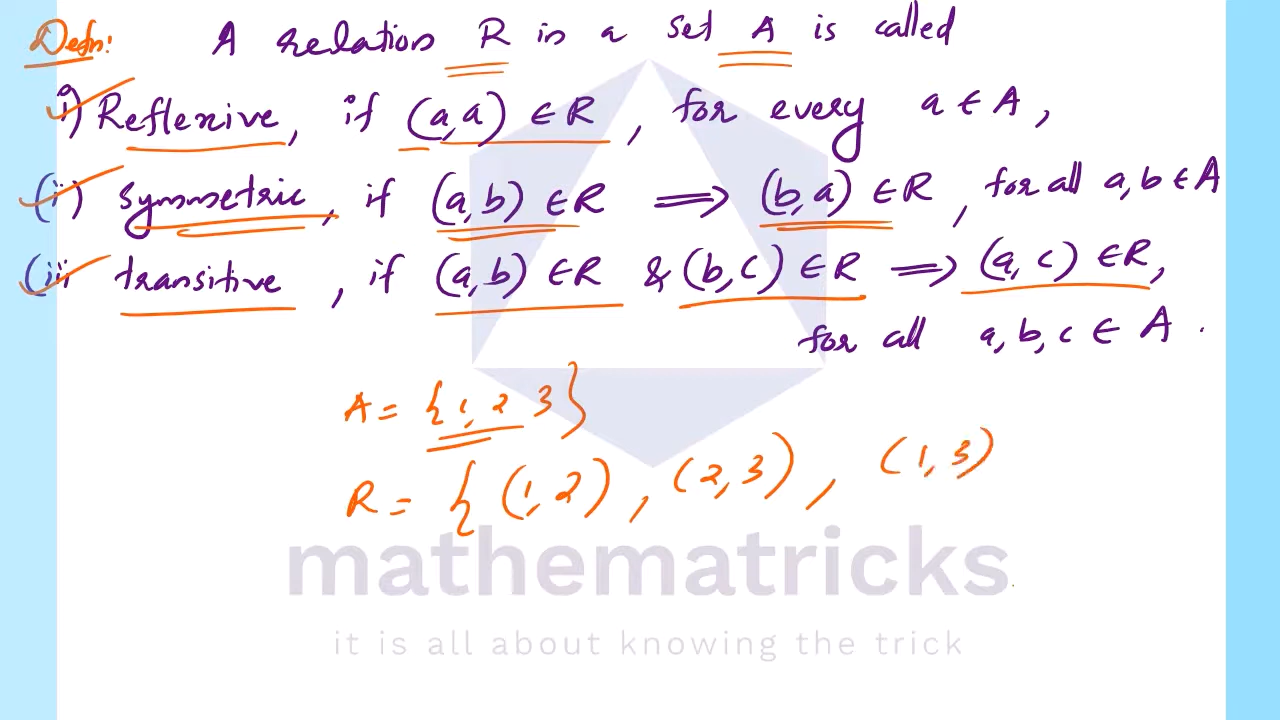 Defn: A relation R in a set A is called
i) Reflexive, if (a,a) ∈ R, for every a ∈ A,
(ii) symmetric, if (a,b) ∈ R ⟹ (b,a) ∈ R, for all a,b ∈ A
(iii) transitive, if (a,b) ∈ R & (b,c) ∈ R ⟹ (a,c) ∈ R,
for all a,b,c ∈ A.
A = {1, 2 3}
R = { (1,2), (2,3), (1,3)
mathematricks
it is all about knowing the trick